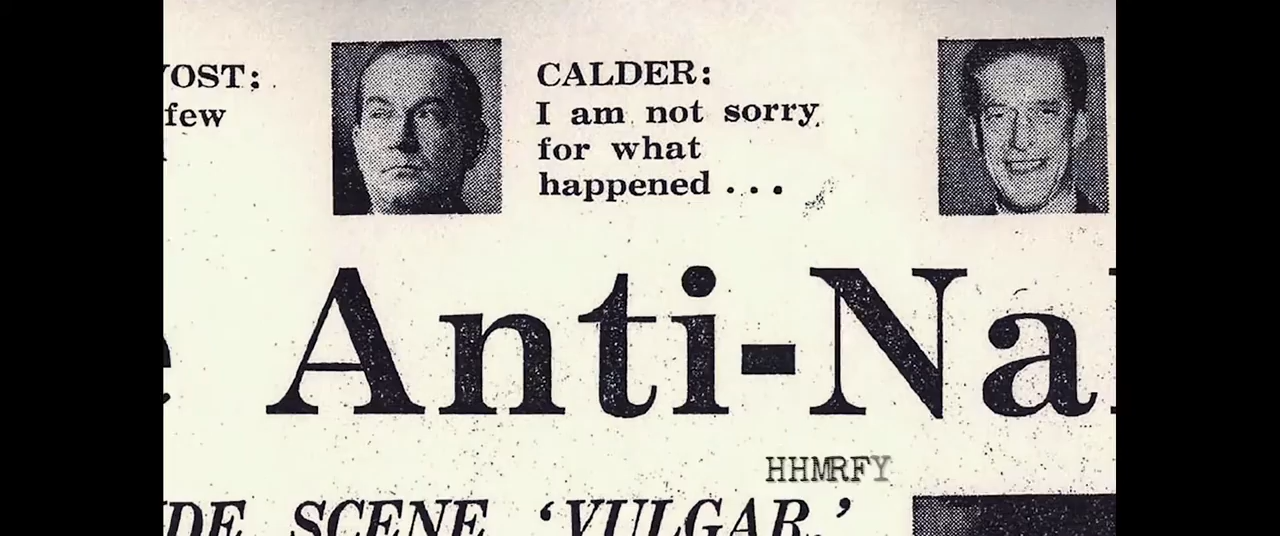 VOST:
few
CALDER:
I am not sorry
for what
happened ...
Anti-Na
HHMRFY
DE SCENE ‘VULGAR,’